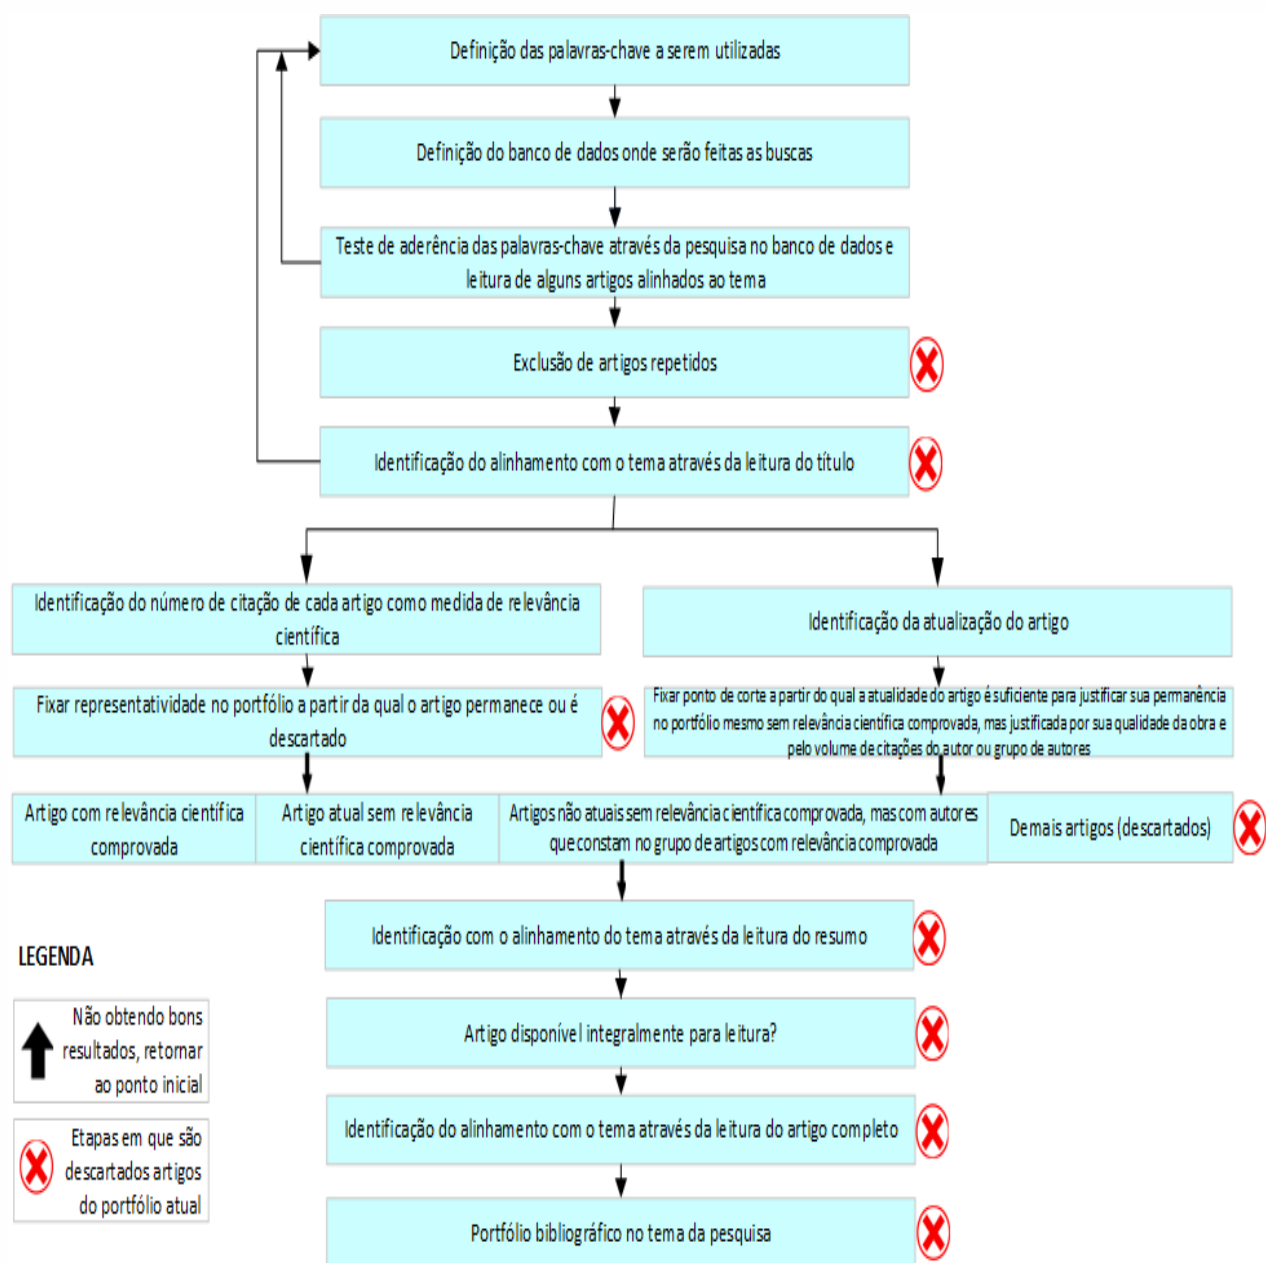 Definição das palavras-chave a serem utilizadas
Definição do banco de dados onde serão feitas as buscas
Teste de aderência das palavras-chave através da pesquisa no banco de dados e
leitura de alguns artigos alinhados ao tema
Exclusão de artigos repetidos
Identificação do alinhamento com o tema através da leitura do título
Identificação do número de citação de cada artigo como medida de relevância
científica
Identificação da atualização do artigo
Fixar representatividade no portfólio a partir da qual o artigo permanece ou é
descartado
Fixar ponto de corte a partir do qual a atualidade do artigo é suficiente para justificar sua permanência
no portfólio mesmo sem relevância científica comprovada, mas justificada por sua qualidade da obra e
pelo volume de citações do autor ou grupo de autores
Artigo com relevância científica
comprovada
Artigo atual sem relevância
científica comprovada
Artigos não atuais sem relevância científica comprovada, mas com autores
que constam no grupo de artigos com relevância comprovada
Demais artigos (descartados)
Identificação com o alinhamento do tema através da leitura do resumo
Artigo disponível integralmente para leitura?
Identificação do alinhamento com o tema através da leitura do artigo completo
Portfólio bibliográfico no tema da pesquisa
LEGENDA
Não obtendo bons
resultados, retornar
ao ponto inicial
Etapas em que são
descartados artigos
do portfólio atual